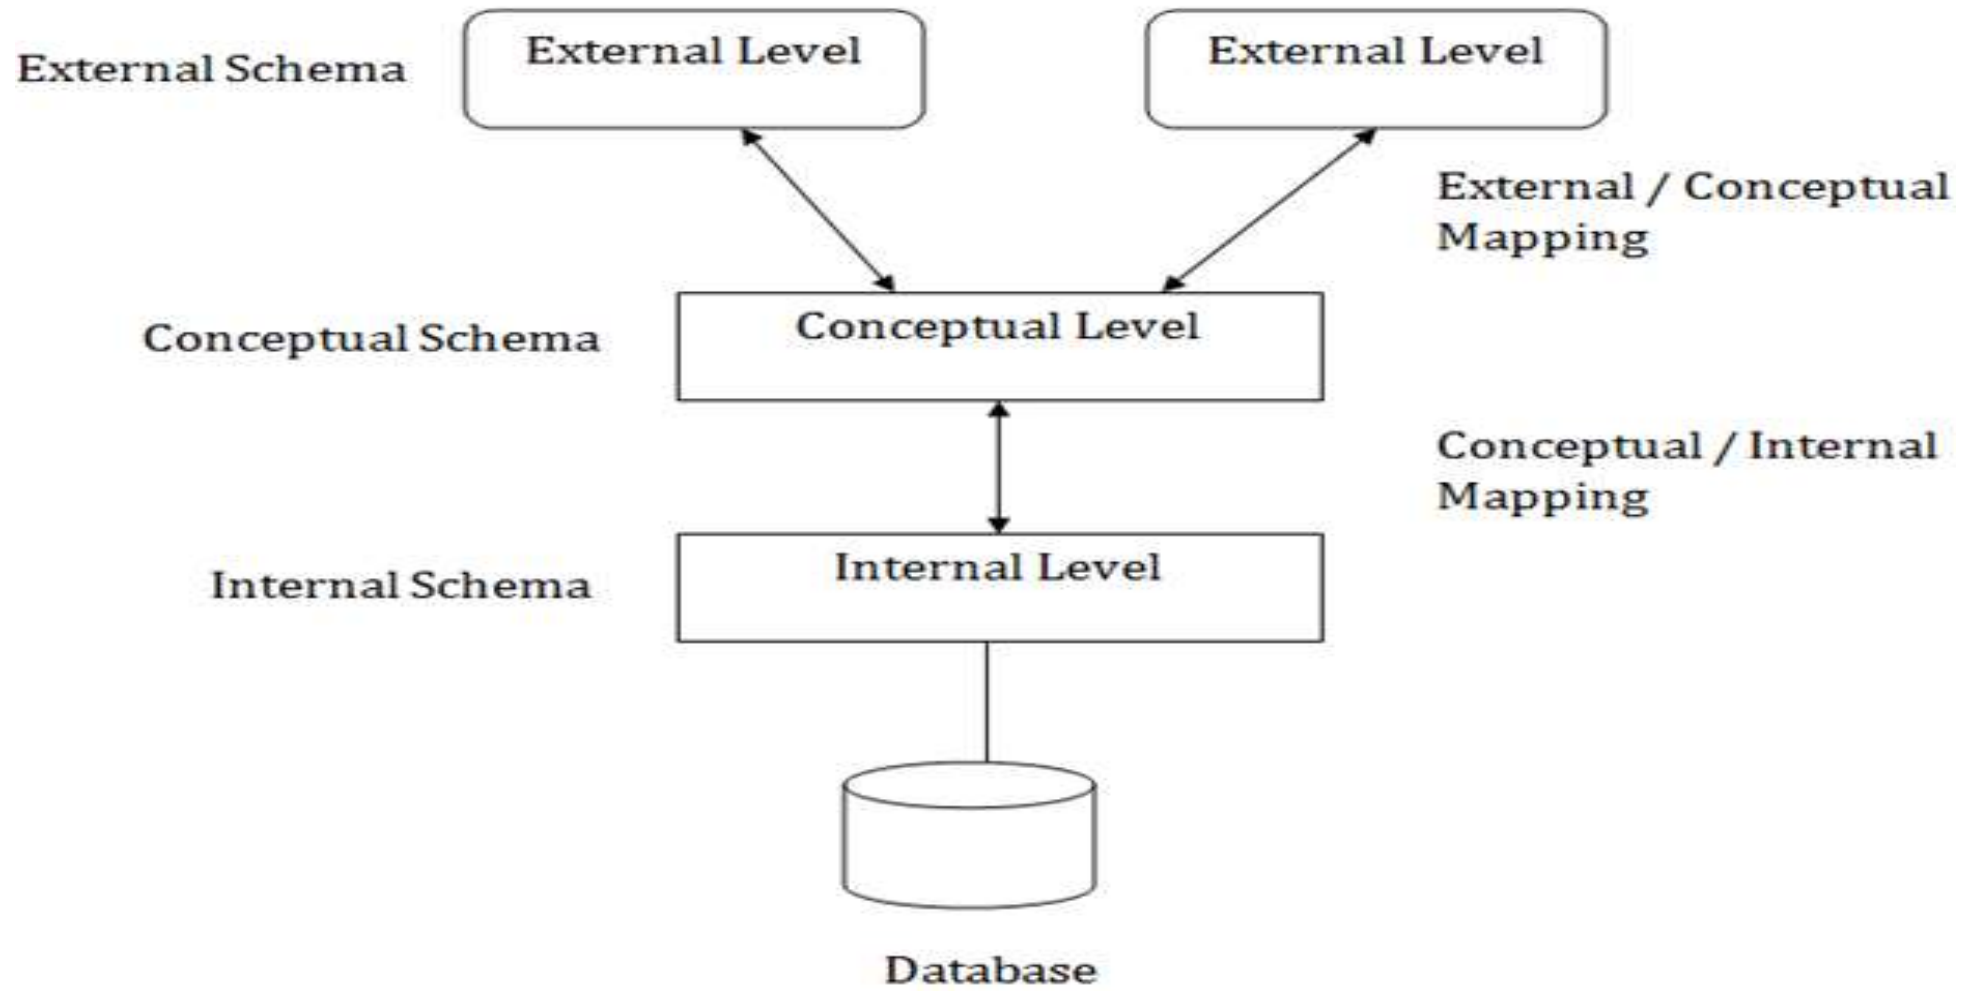 External Schema
External Level
External Level
External / Conceptual
Mapping
Conceptual Schema
Conceptual Level
Conceptual / Internal
Mapping
Internal Schema
Internal Level
Database